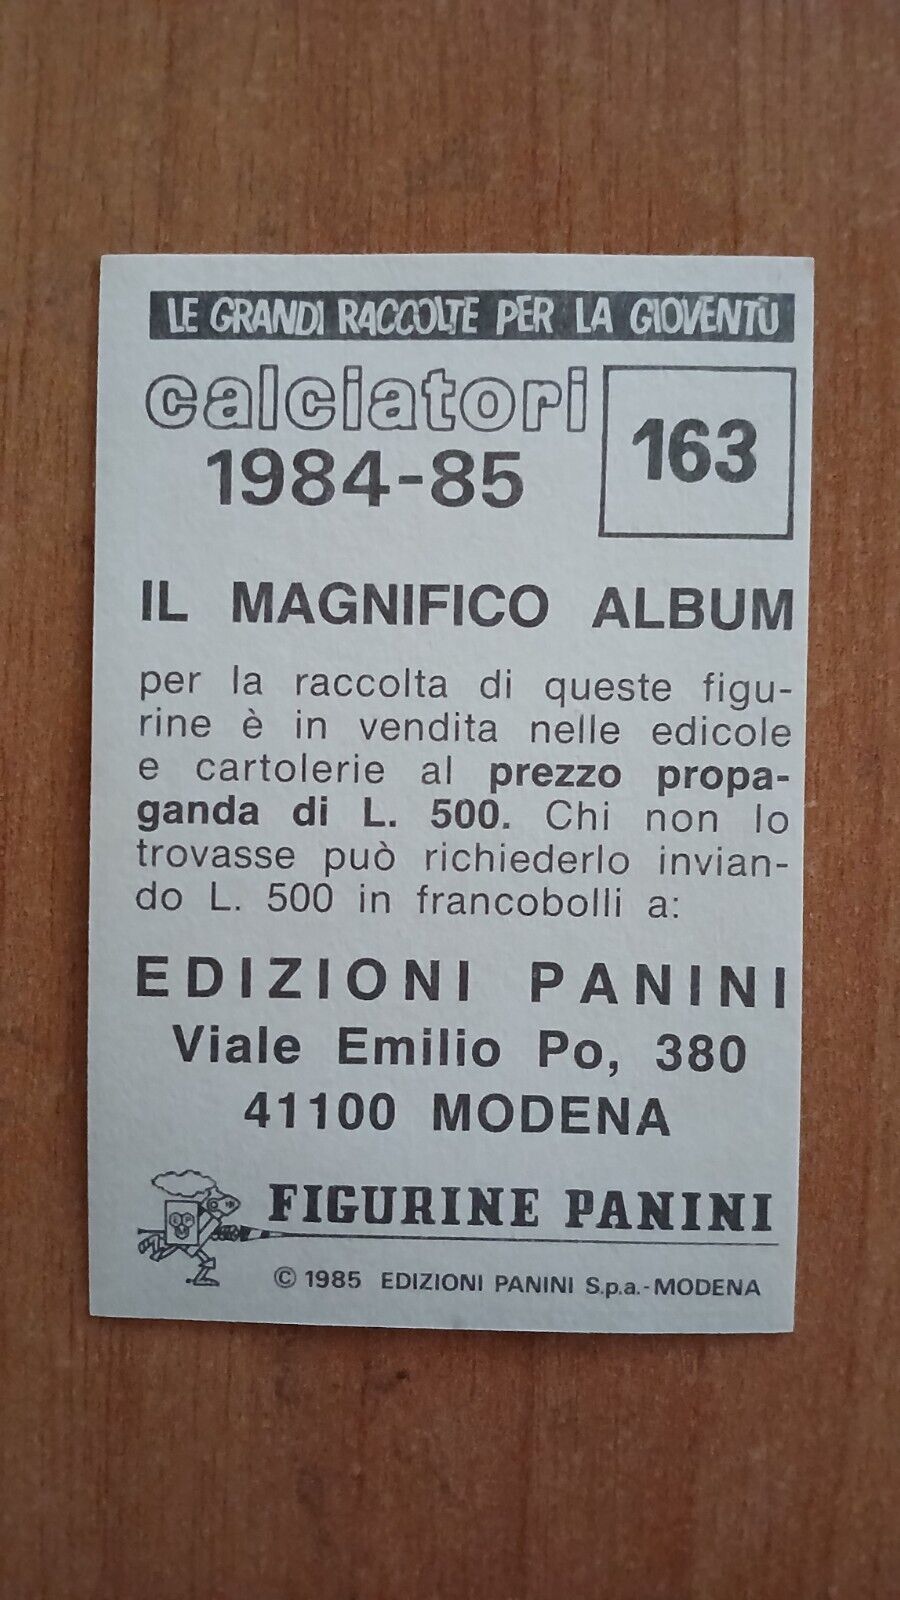 LE GRANDI RACCOLTE PER LA GIOVENTÙ
calciatori
1984-85
163
IL MAGNIFICO ALBUM
per la raccolta di queste figu-
rine è in vendita nelle edicole
e cartolerie al prezzo propa-
ganda di L. 500. Chi non lo
trovasse può richiederlo invian-
do L. 500 in francobolli a:
EDIZIONI PANINI
Viale Emilio Po, 380
41100 MODENA
FIGURINE PANINI
© 1985 EDIZIONI PANINI S.p.a.-MODENA